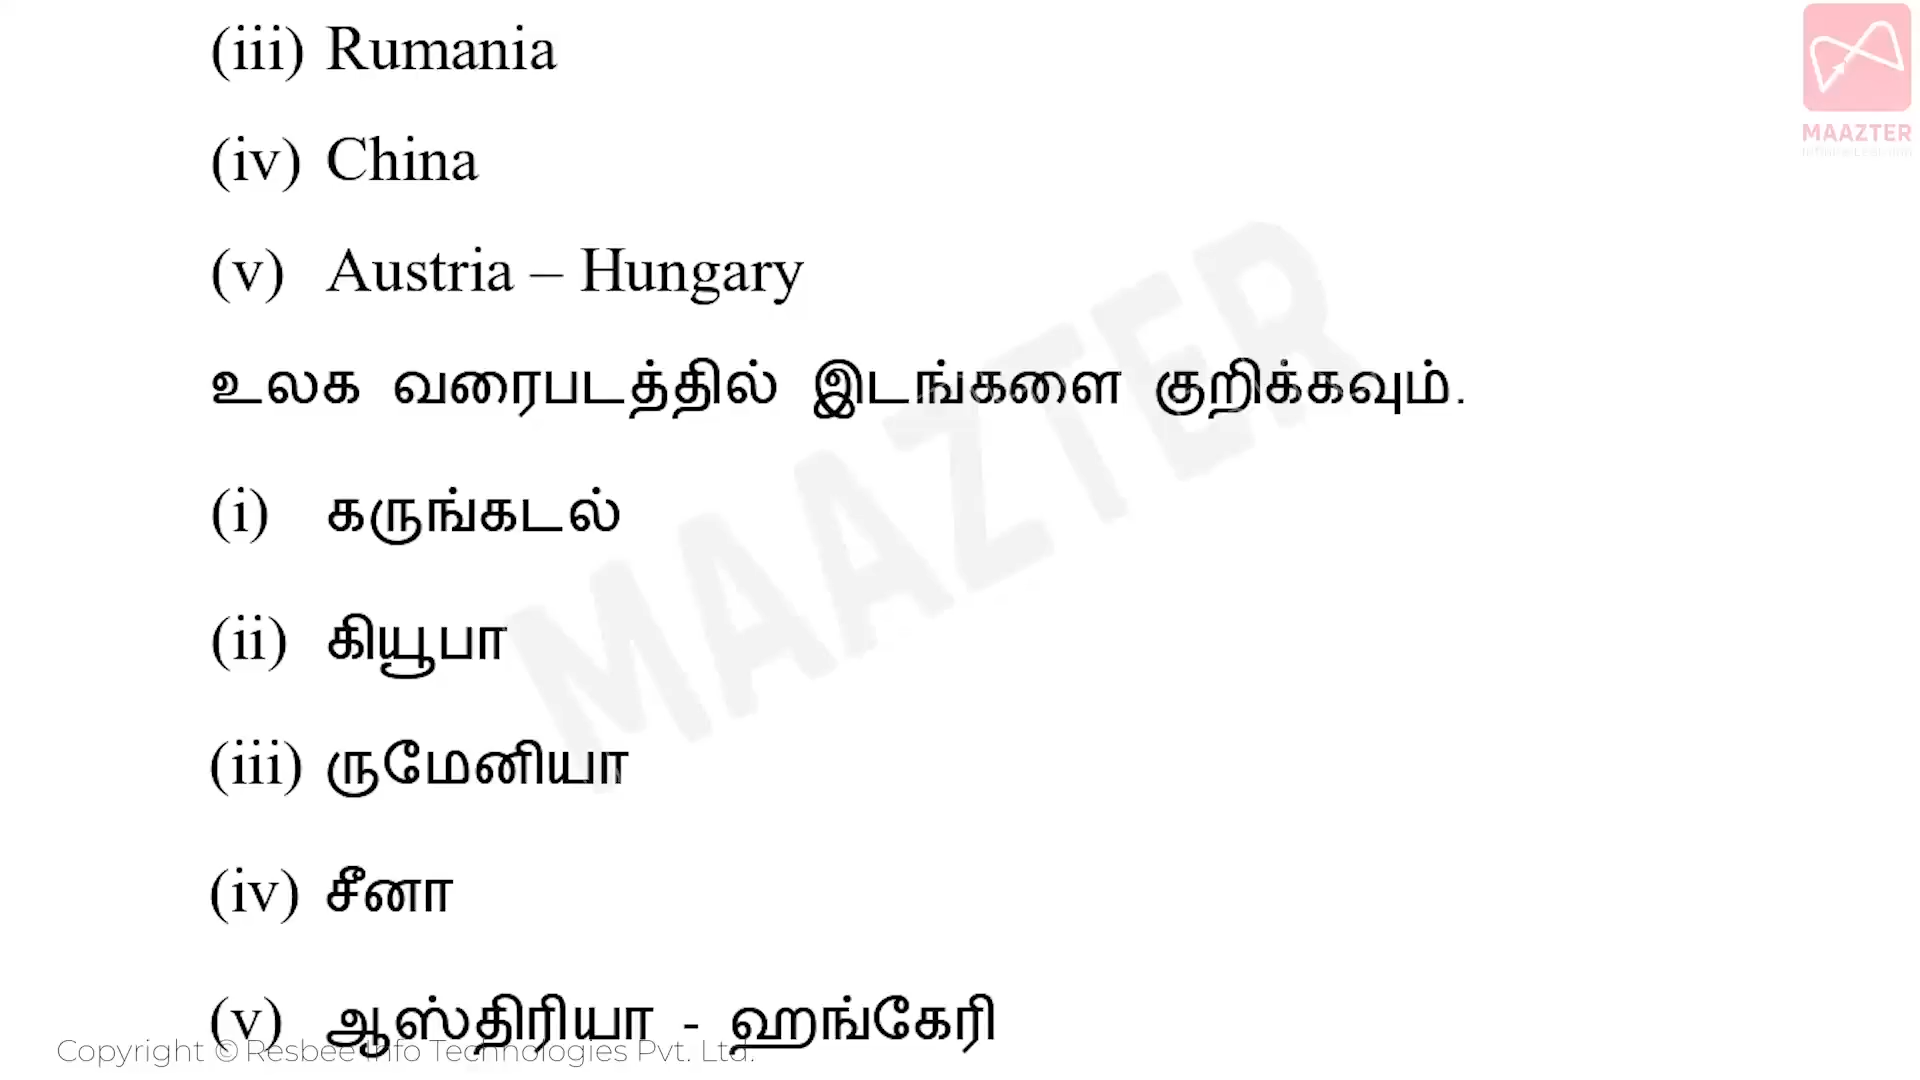 (iii) Rumania
MAAZTER
(iv) China
(v) Austria – Hungary
உலக வரைபடத்தில் இடங்களை குறிக்கவும்.
(i) கருங்கடல்
MAAZTER
(ii) கியூபா
(iii) ருமேனியா
(iv) சீனா
(v) ஆஸ்திரியா - ஹங்கேரி
Copyright © Resbee Info Technologies Pvt. Ltd.